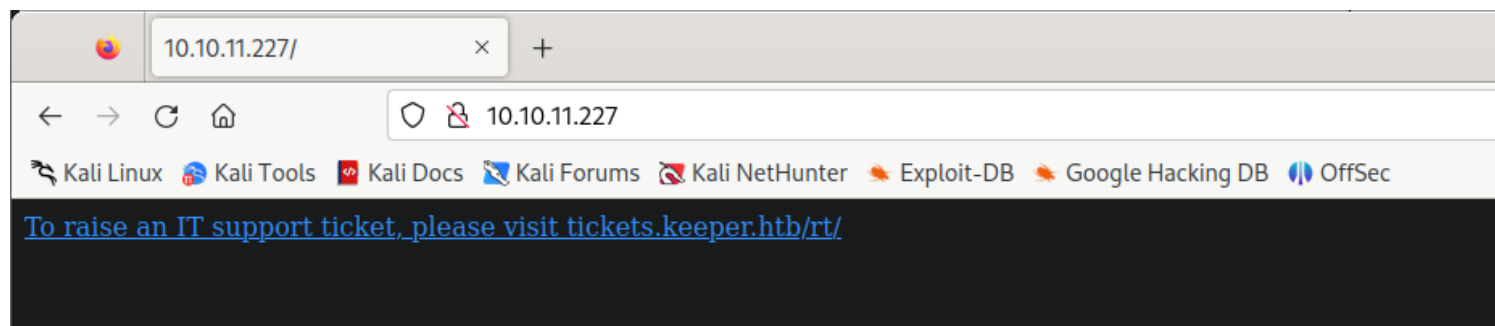 10.10.11.227/
10.10.11.227
Kali Linux Kali Tools Kali Docs Kali Forums Kali NetHunter Exploit-DB Google Hacking DB OffSec
To raise an IT support ticket, please visit tickets.keeper.htb/rt/